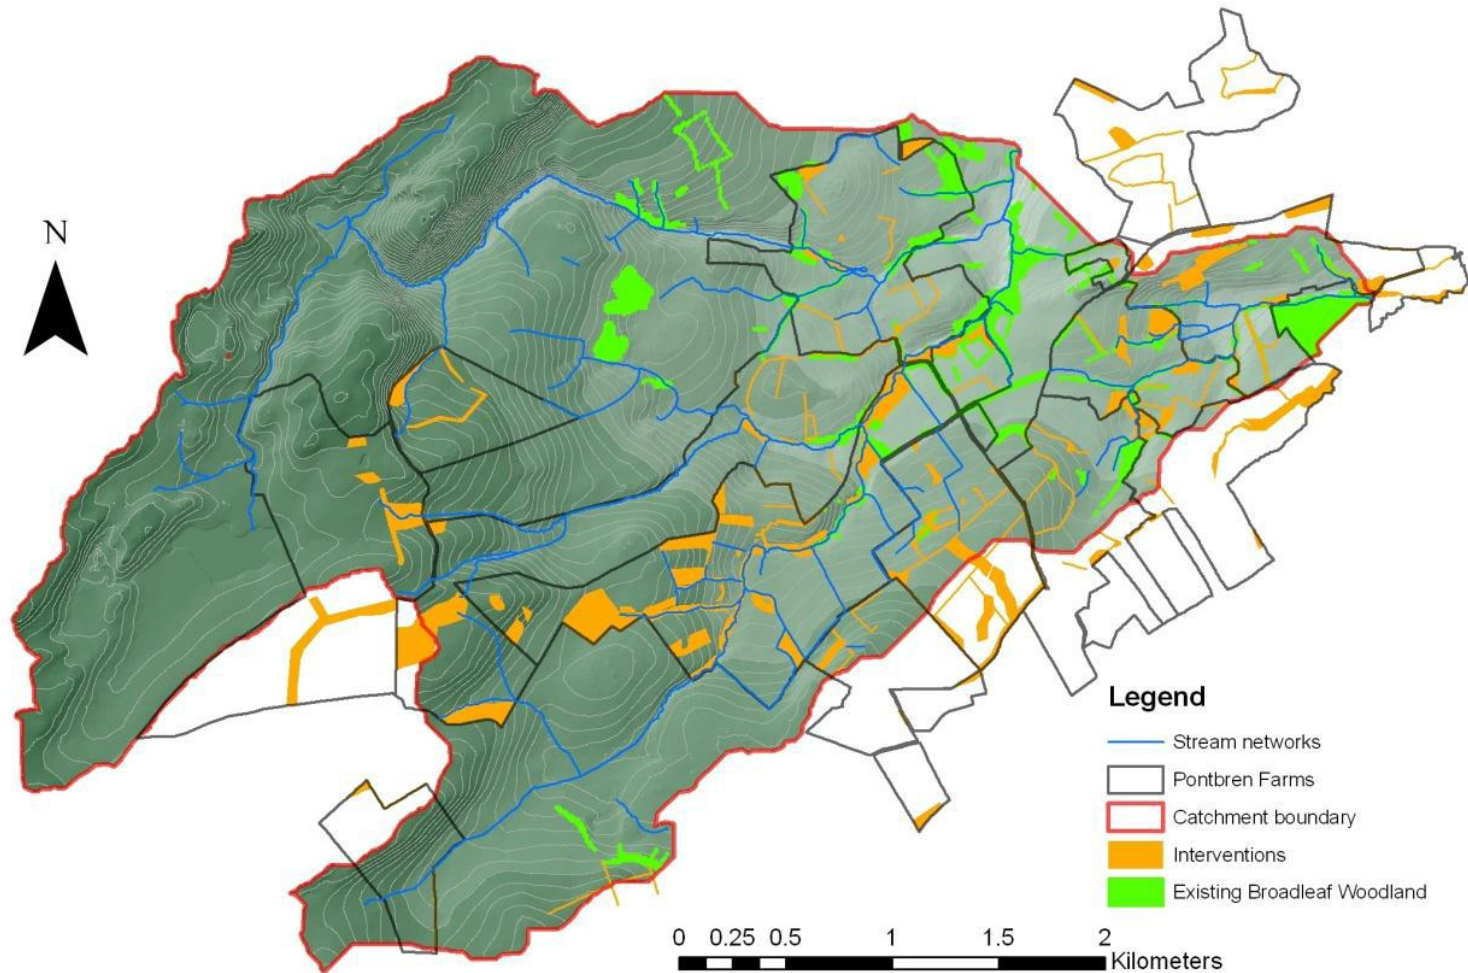 N
Legend
Stream networks
Pontbren Farms
Catchment boundary
Interventions
Existing Broadleaf Woodland
0 0.25 0.5 1 1.5 2
Kilometers